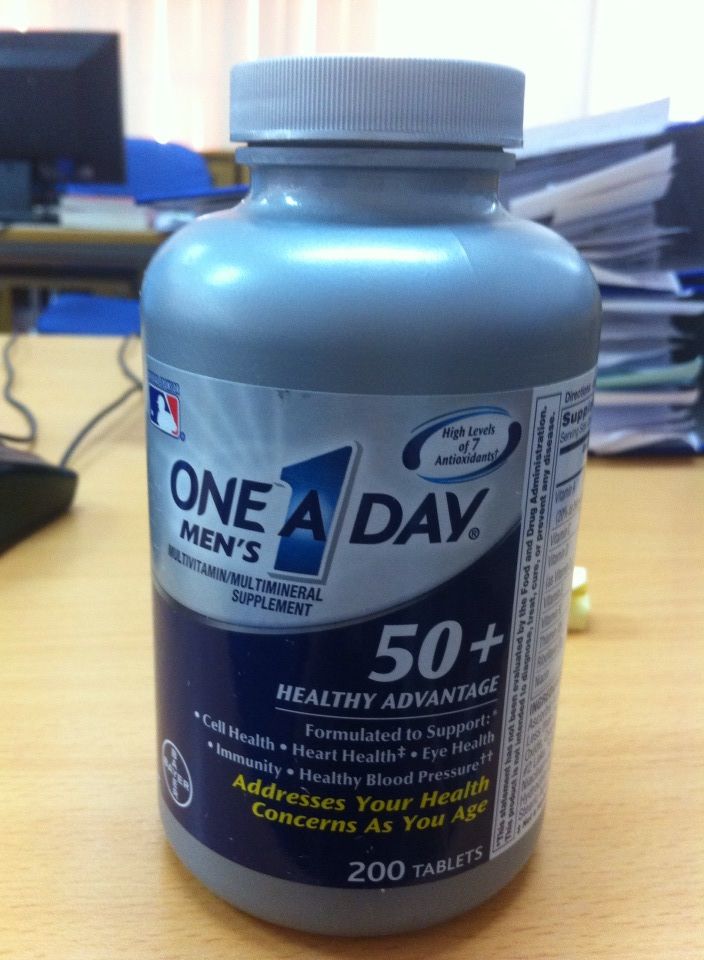 High Levels
of 7
Antioxidants†
ONE A DAY®
MEN'S
MULTIVITAMIN/MULTIMINERAL
SUPPLEMENT
50+
HEALTHY ADVANTAGE
Formulated to Support:*
• Cell Health • Heart Health‡ • Eye Health
• Immunity • Healthy Blood Pressure††
Addresses Your Health
Concerns As You Age
200 TABLETS
BAYER
BAYER
*This statement has not been evaluated by the Food and Drug Administration.
This product is not intended to diagnose, treat, cure, or prevent any disease.